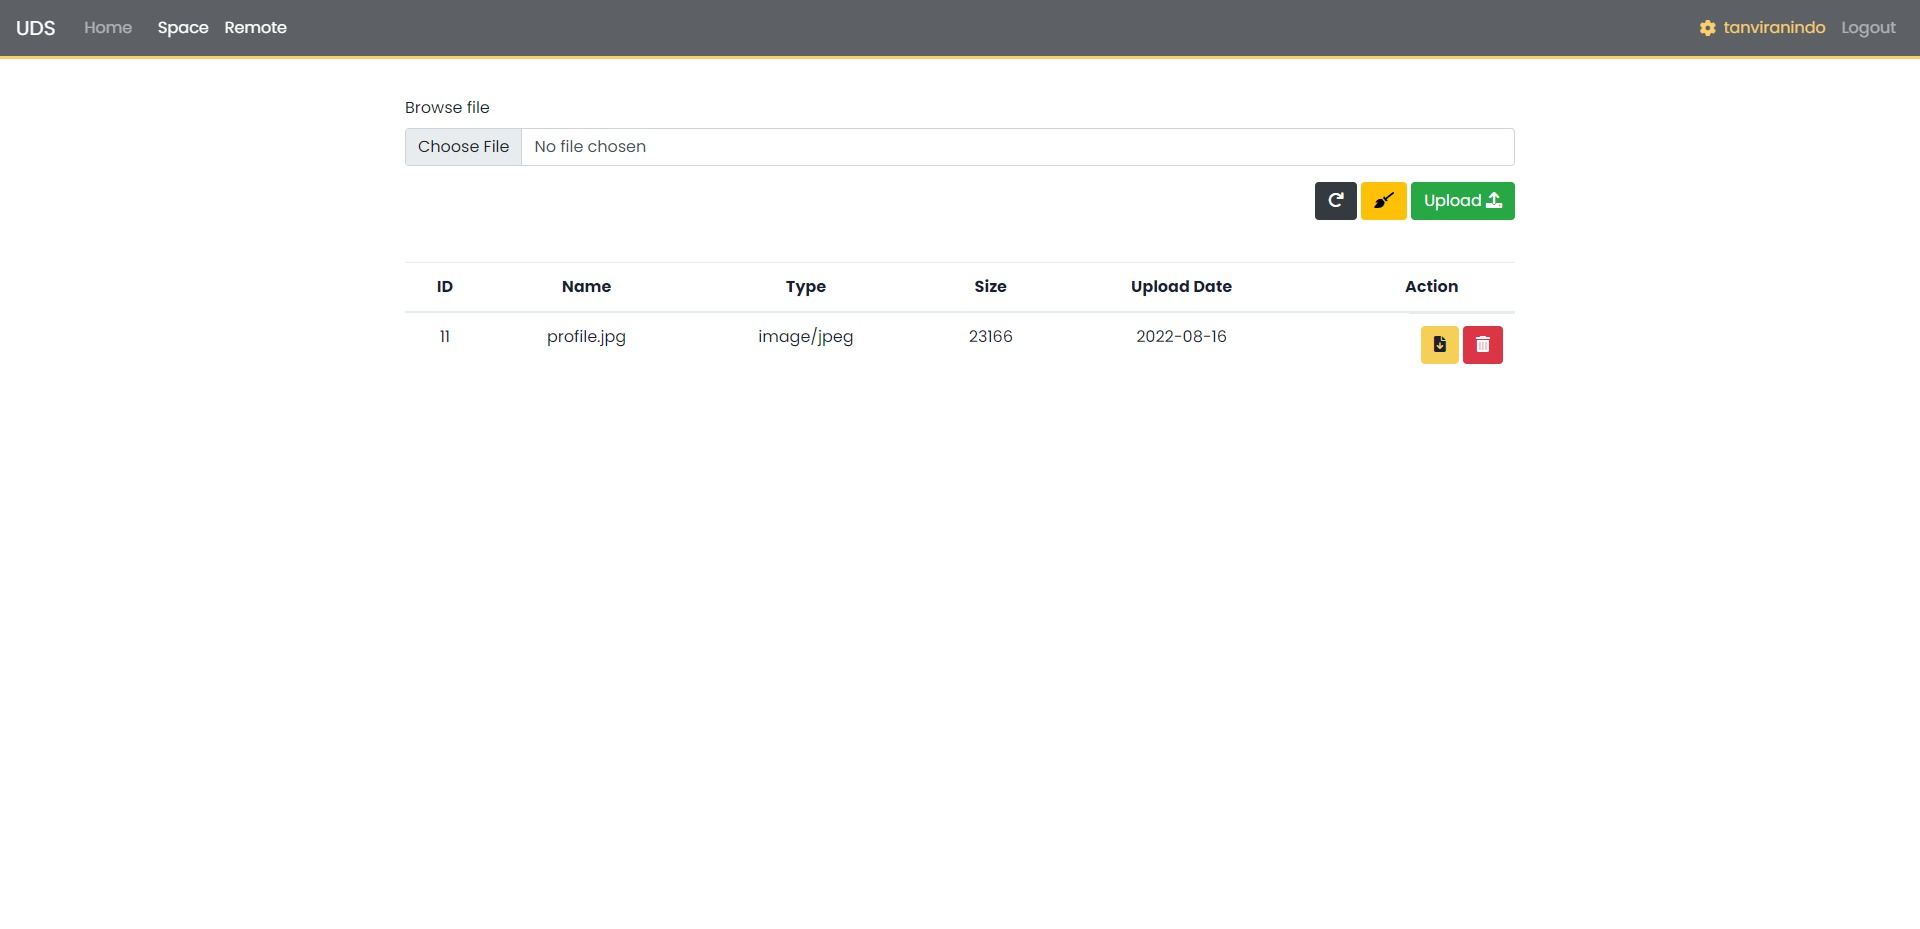 UDS Home Space Remote tanviranindo Logout
Browse file
Choose File No file chosen
Upload
ID Name Type Size Upload Date Action
11 profile.jpg image/jpeg 23166 2022-08-16